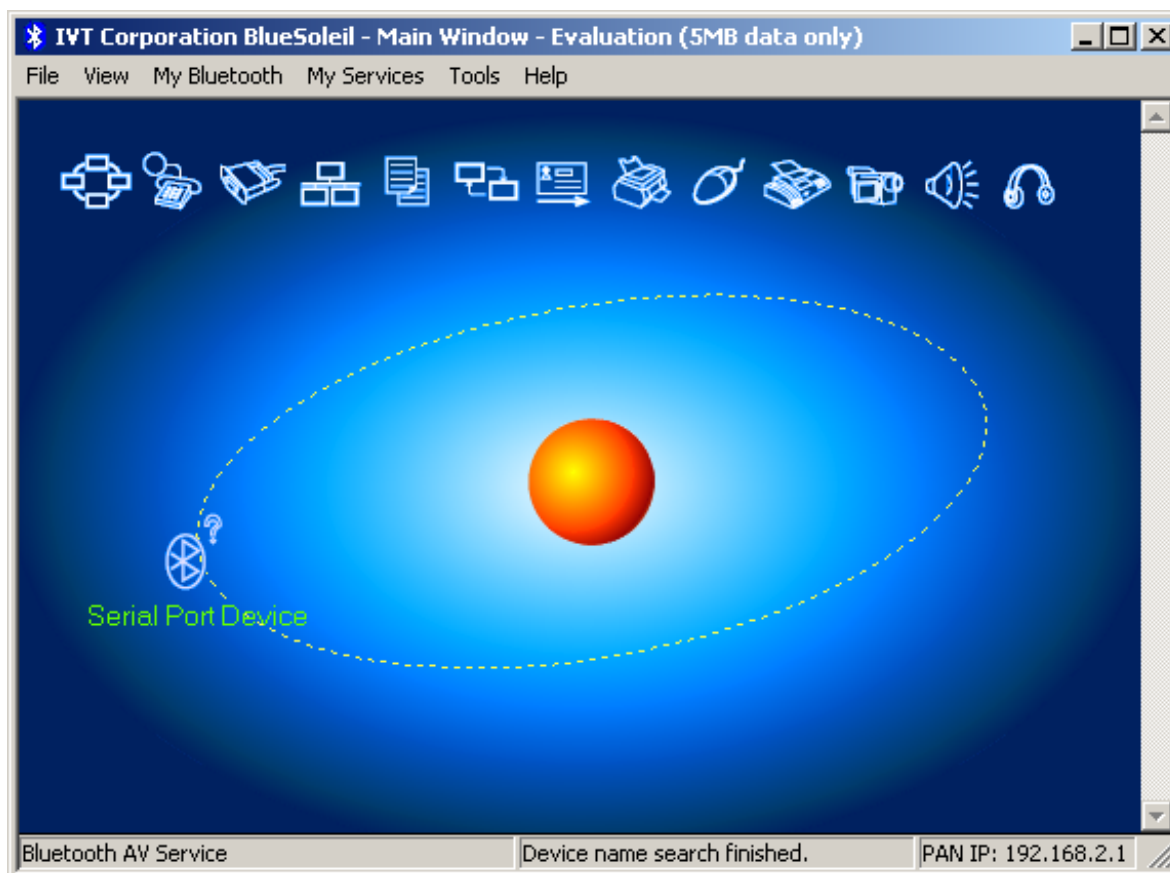 IVT Corporation BlueSoleil - Main Window - Evaluation (5MB data only)
File View My Bluetooth My Services Tools Help
Serial Port Device
Bluetooth AV Service Device name search finished. PAN IP: 192.168.2.1